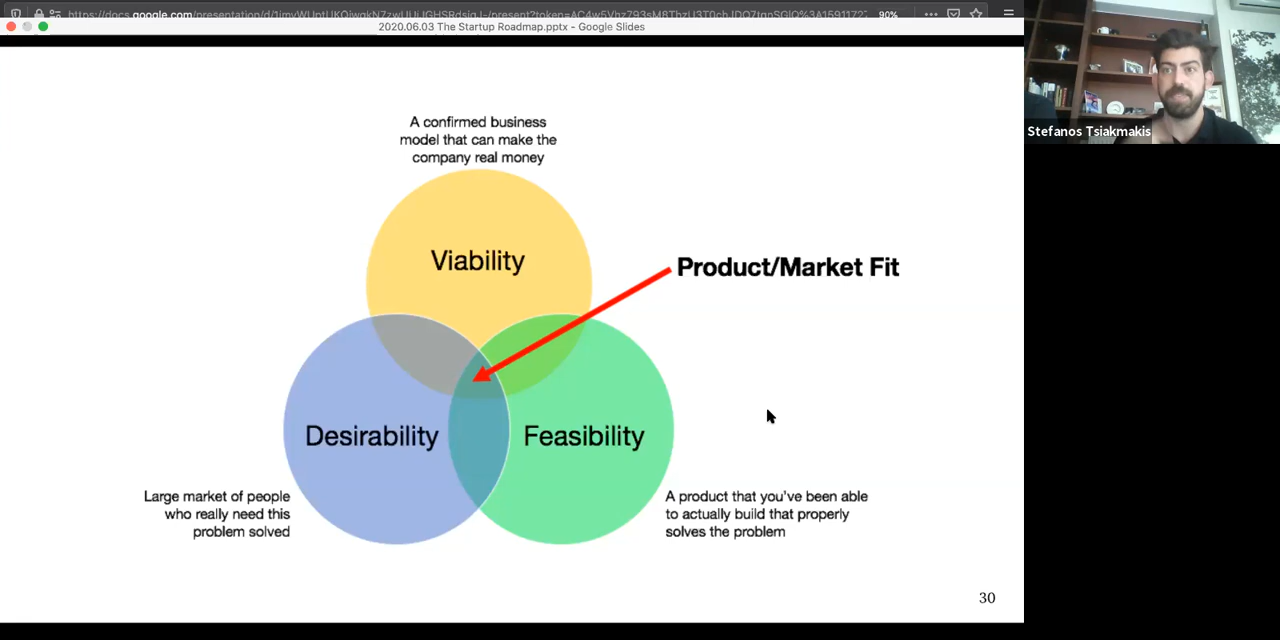 90%
2020.06.03 The Startup Roadmap.pptx - Google Slides
Stefanos Tsiakmakis
A confirmed business
model that can make the
company real money
Viability
Product/Market Fit
Desirability
Feasibility
Large market of people
who really need this
problem solved
A product that you've been able
to actually build that properly
solves the problem
30